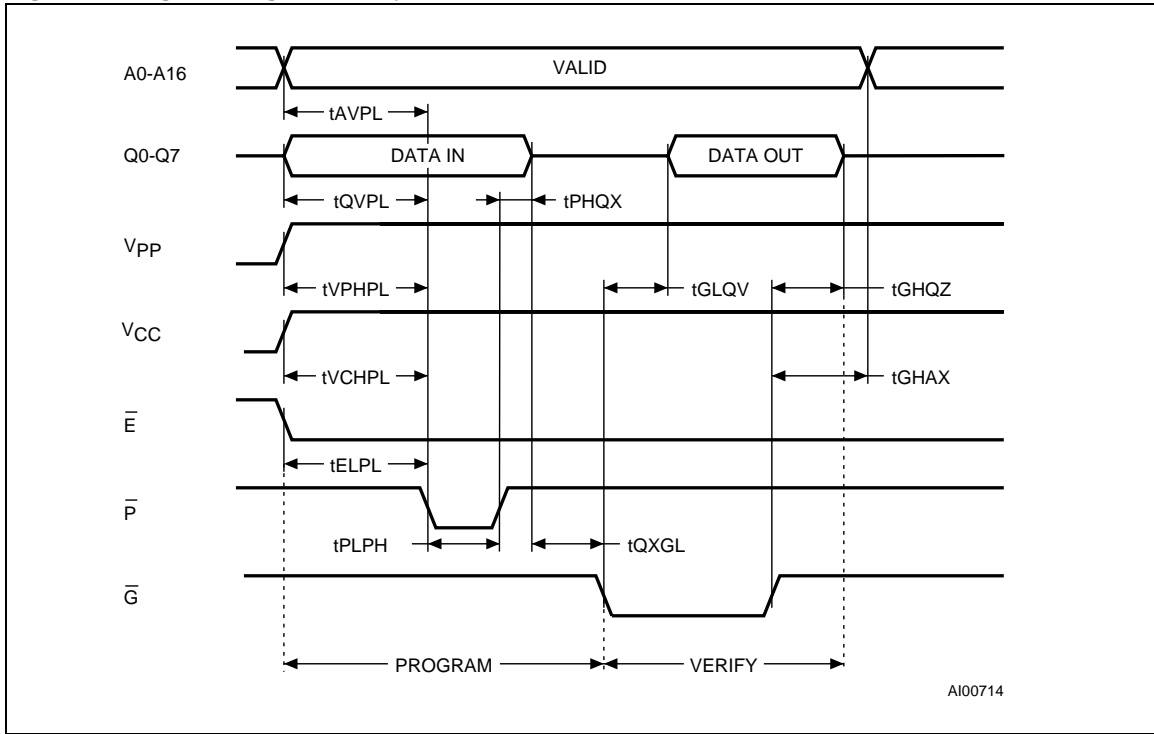 A0-A16
VALID
tAVPL
Q0-Q7
DATA IN
DATA OUT
tQVPL
tPHQX
VPP
tVPHPL
tGLQV
tGHQZ
VCC
tVCHPL
tGHAX
E̅
tELPL
P̅
tPLPH
tQXGL
G̅
PROGRAM
VERIFY
AI00714